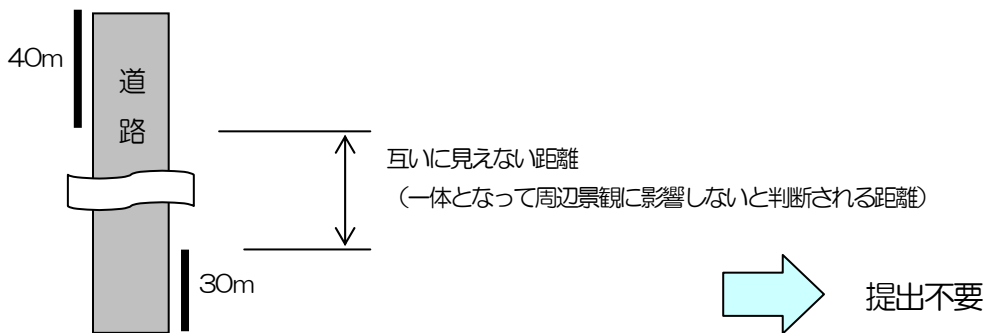 40m
道
路
互いに見えない距離
（一体となって周辺景観に影響しないと判断される距離）
30m
提出不要